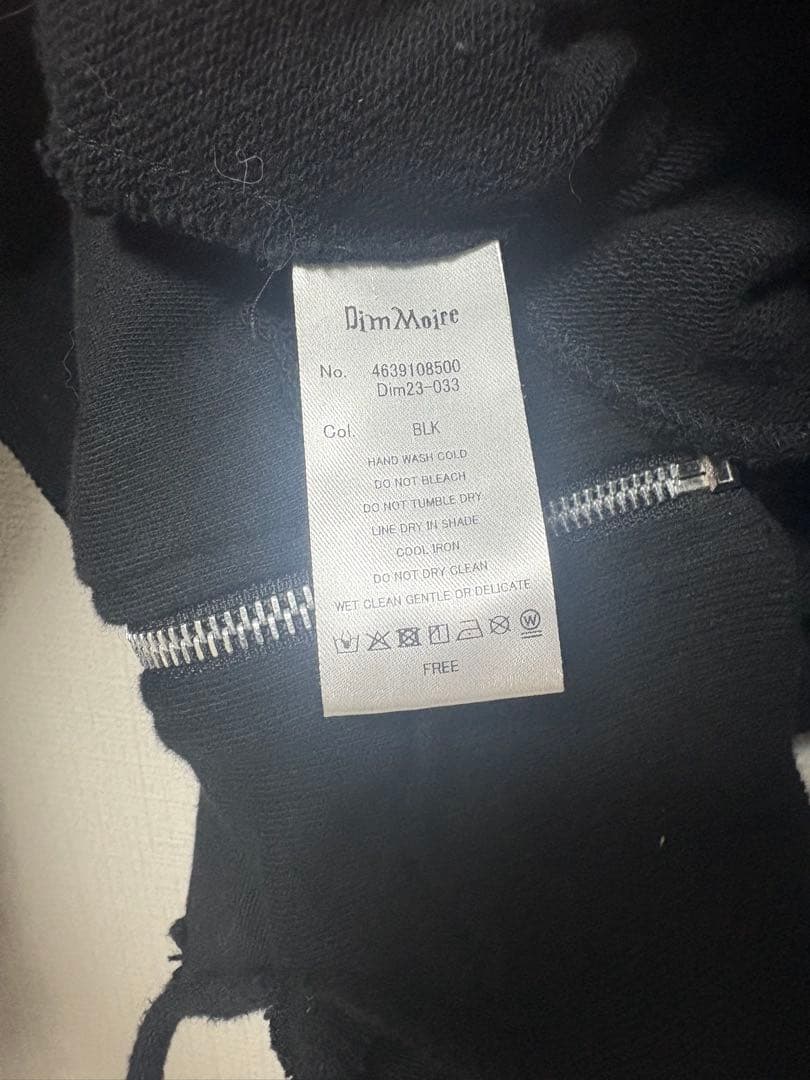 Dim Moire
No. 4639108500
Dim23-033
Col. BLK
HAND WASH COLD
DO NOT BLEACH
DO NOT TUMBLE DRY
LINE DRY IN SHADE
COOL IRON
DO NOT DRY CLEAN
WET CLEAN GENTLE OR DELICATE
W
FREE